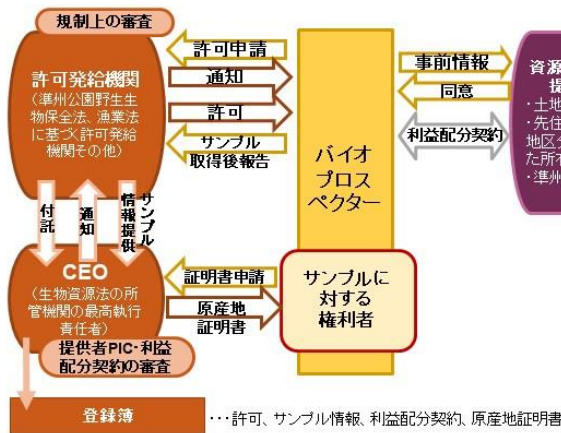 規制上の審査
許可発給機関
(準州公園野生生
物保全法、漁業法
に基づく許可発給
機関その他)
許可申請
通知
許可
サンプル
取得後報告
バイオ
プロス
ペクター
事前情報
同意
利益配分契約
資源
提
・土地
・先住
地区分
た所有
・準州
付託
通知
サンプル
情報提供
CEO
(生物資源法の所
管機関の最高執行
責任者)
提供者PIC・利益
配分契約の審査
証明書申請
原産地
証明書
サンプルに
対する
権利者
登録簿
・・・許可、サンプル情報、利益配分契約、原産地証明書